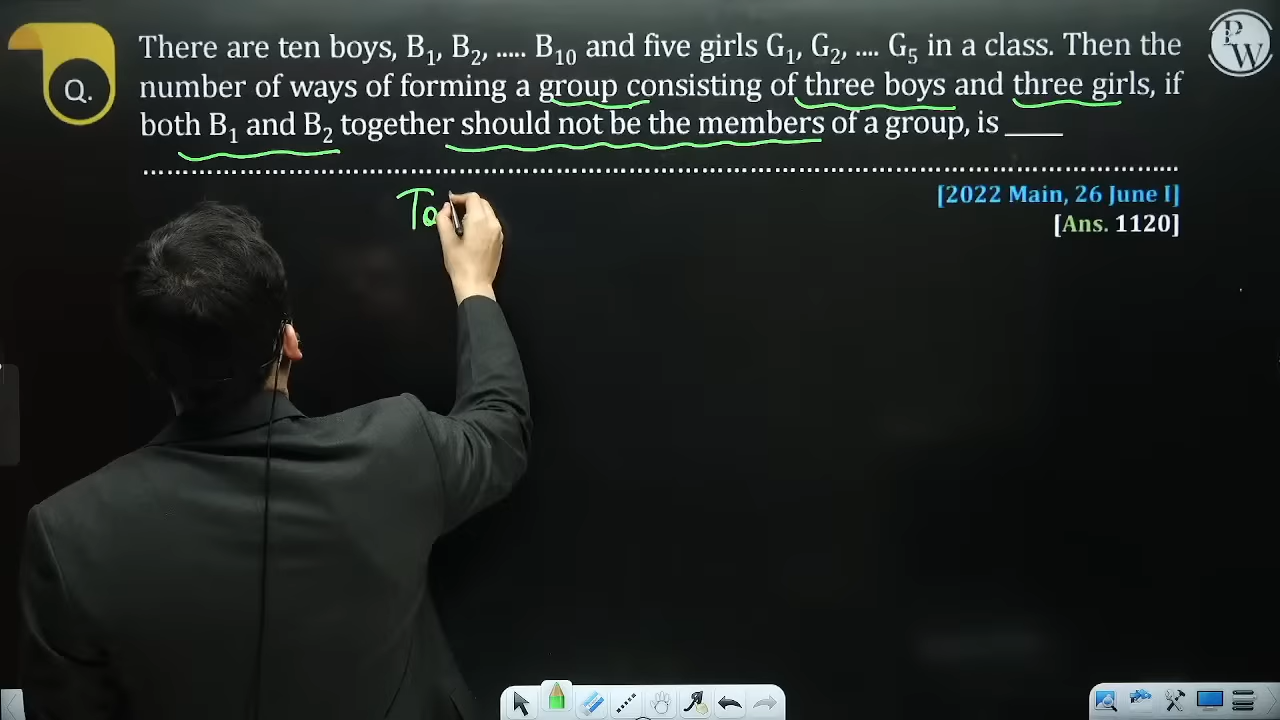 Q.
There are ten boys, B₁, B₂, ..... B₁₀ and five girls G₁, G₂, .... G₅ in a class. Then the
number of ways of forming a group consisting of three boys and three girls, if
both B₁ and B₂ together should not be the members of a group, is _____
[2022 Main, 26 June I]
[Ans. 1120]
To
PW